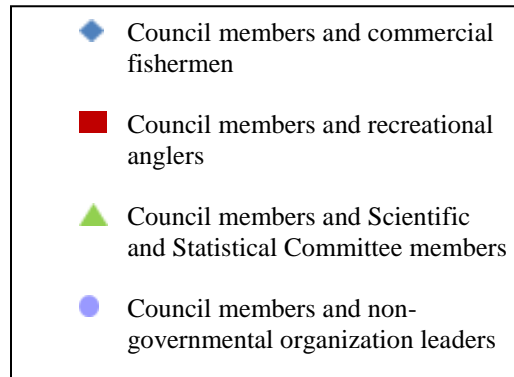 Council members and commercial
fishermen
Council members and recreational
anglers
Council members and Scientific
and Statistical Committee members
Council members and non-
governmental organization leaders